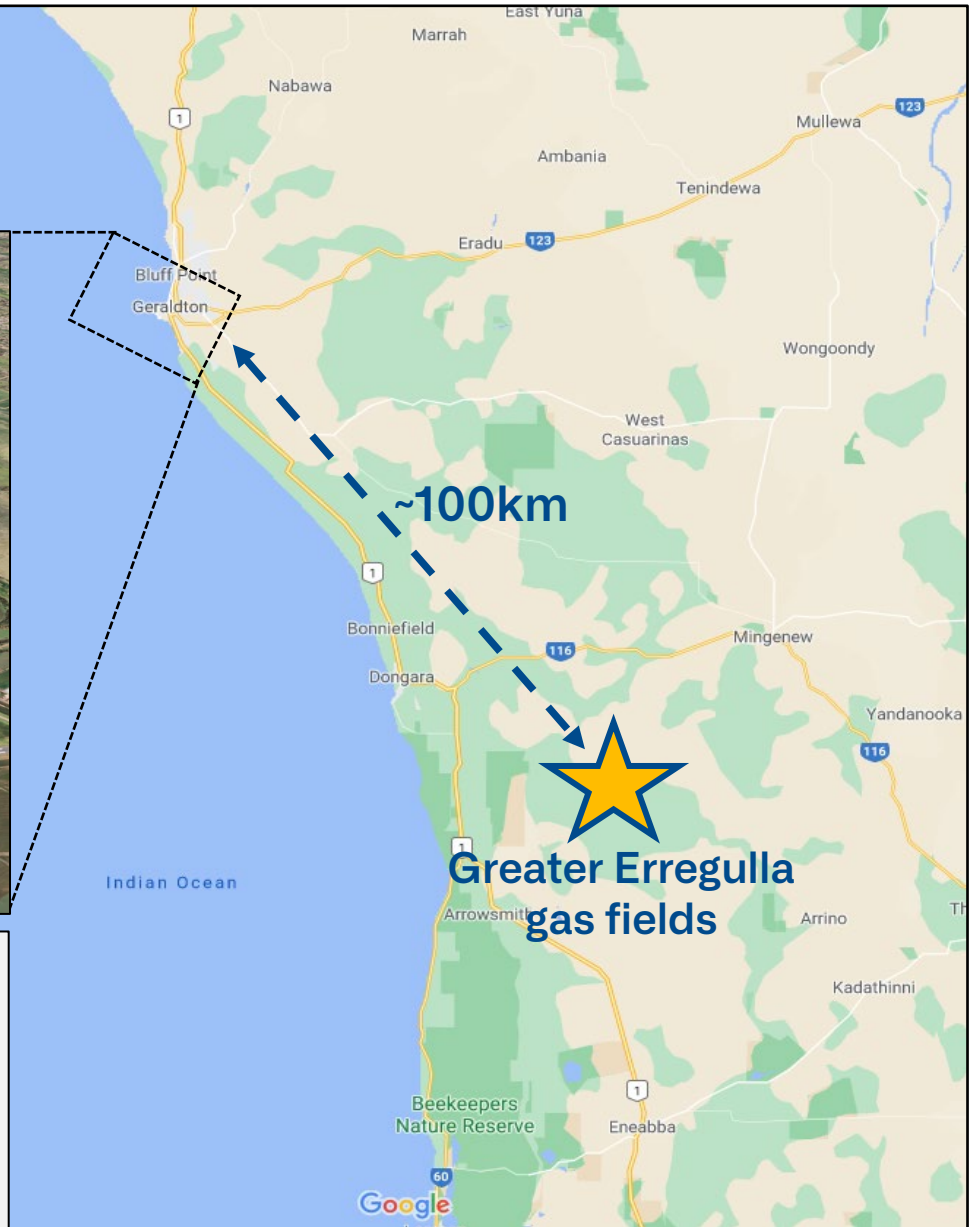 East Yuna
Marrah
Nabawa
1
123
Mullewa
Ambania
Tenindewa
Eradu
123
Bluff Point
Geraldton
Wongoondy
West
Casuarinas
~100km
1
Bonniefield
Mingenew
116
Dongara
Yandanooka
116
1
Greater Erregulla
gas fields
Indian Ocean
Arrowsmith
Arrino
Th
Kadathinni
1
Beekeepers
Nature Reserve
Eneabba
60
Google